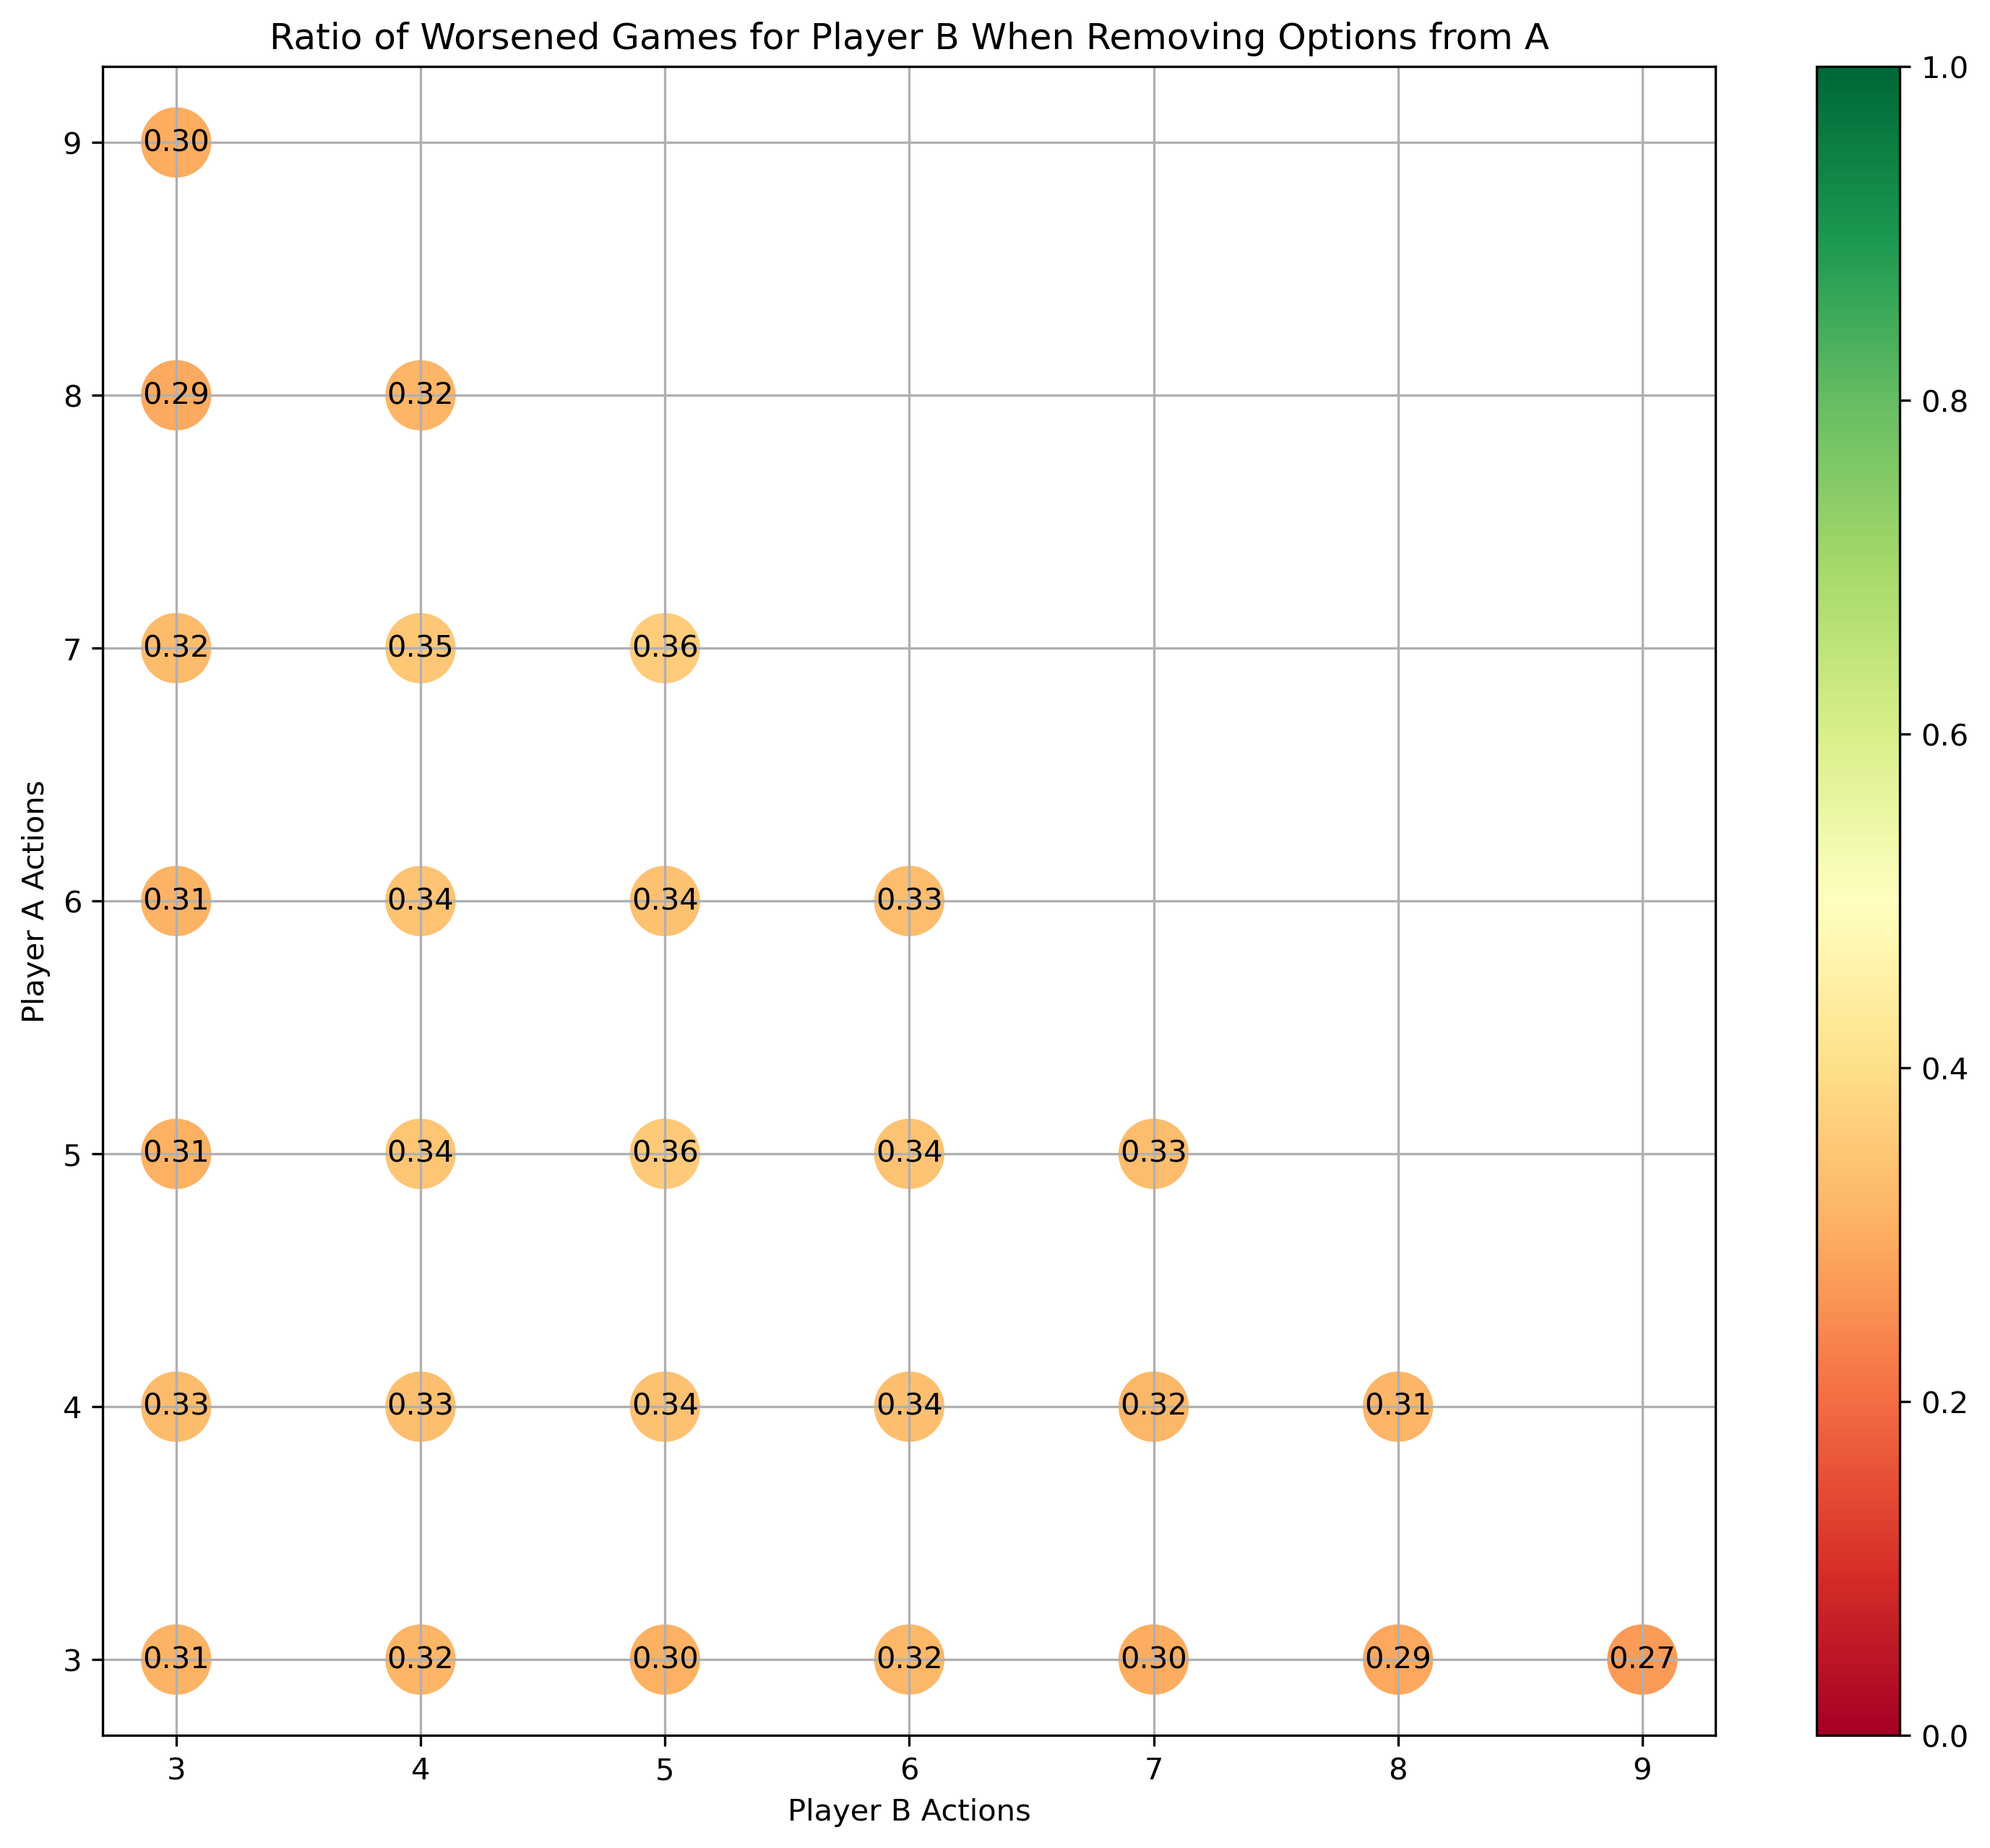 Ratio of Worsened Games for Player B When Removing Options from A
1.0
9 0.30
8 0.29 0.32
0.8
7 0.32 0.35 0.36
0.6
6 0.31 0.34 0.34 0.33
Player A Actions
5 0.31 0.34 0.36 0.34 0.33
0.4
4 0.33 0.33 0.34 0.34 0.32 0.31
0.2
3 0.31 0.32 0.30 0.32 0.30 0.29 0.27
0.0
3 4 5 6 7 8 9
Player B Actions